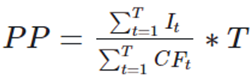 $PP = \frac{\sum_{t=1}^{T} I_t}{\sum_{t=1}^{T} CF_t} * T$